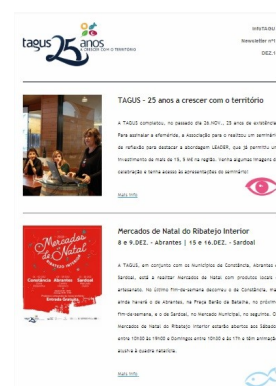 tagus 25 anos
A CRESCER COM O TERRITÓRIO
Newsletter nº1
DEZ.1
TAGUS - 25 anos a crescer com o território
A TAGUS completou, no passado dia 26.NOV., 25 anos de existência.
Para assinalar a efeméride, a Associação para o realizou um seminário
de reflexão para destacar a abordagem LEADER, que já permitiu um
investimento de mais de 15, 5 M€ na região. Venha algumas imagens da
celebração e tenha acesso às apresentações do seminário!
Mais info
Mercados de Natal do Ribatejo Interior
8 e 9.DEZ. - Abrantes | 15 e 16.DEZ. - Sardoal
A TAGUS, em conjunto com os Municípios de Constância, Abrantes e
Sardoal, está a realizar Mercados de Natal com produtos locais e
artesanato. No último fim-de-semana decorreu o de Constância, mas
ainda haverá o de Abrantes, na Praça Barão da Batalha, no próximo
fim-de-semana, e o de Sardoal, no Mercado Municipal, no seguinte. Os
Mercados de Natal do Ribatejo Interior estarão abertos aos Sábados
entre 10h00 às 19h00 e Domingos entre 10h00 e às 17h e têm animação
alusiva à quadra natalícia.
Mais info
Mercados
de Natal
Constância Abrantes Sardoal
Entrada Gratuita